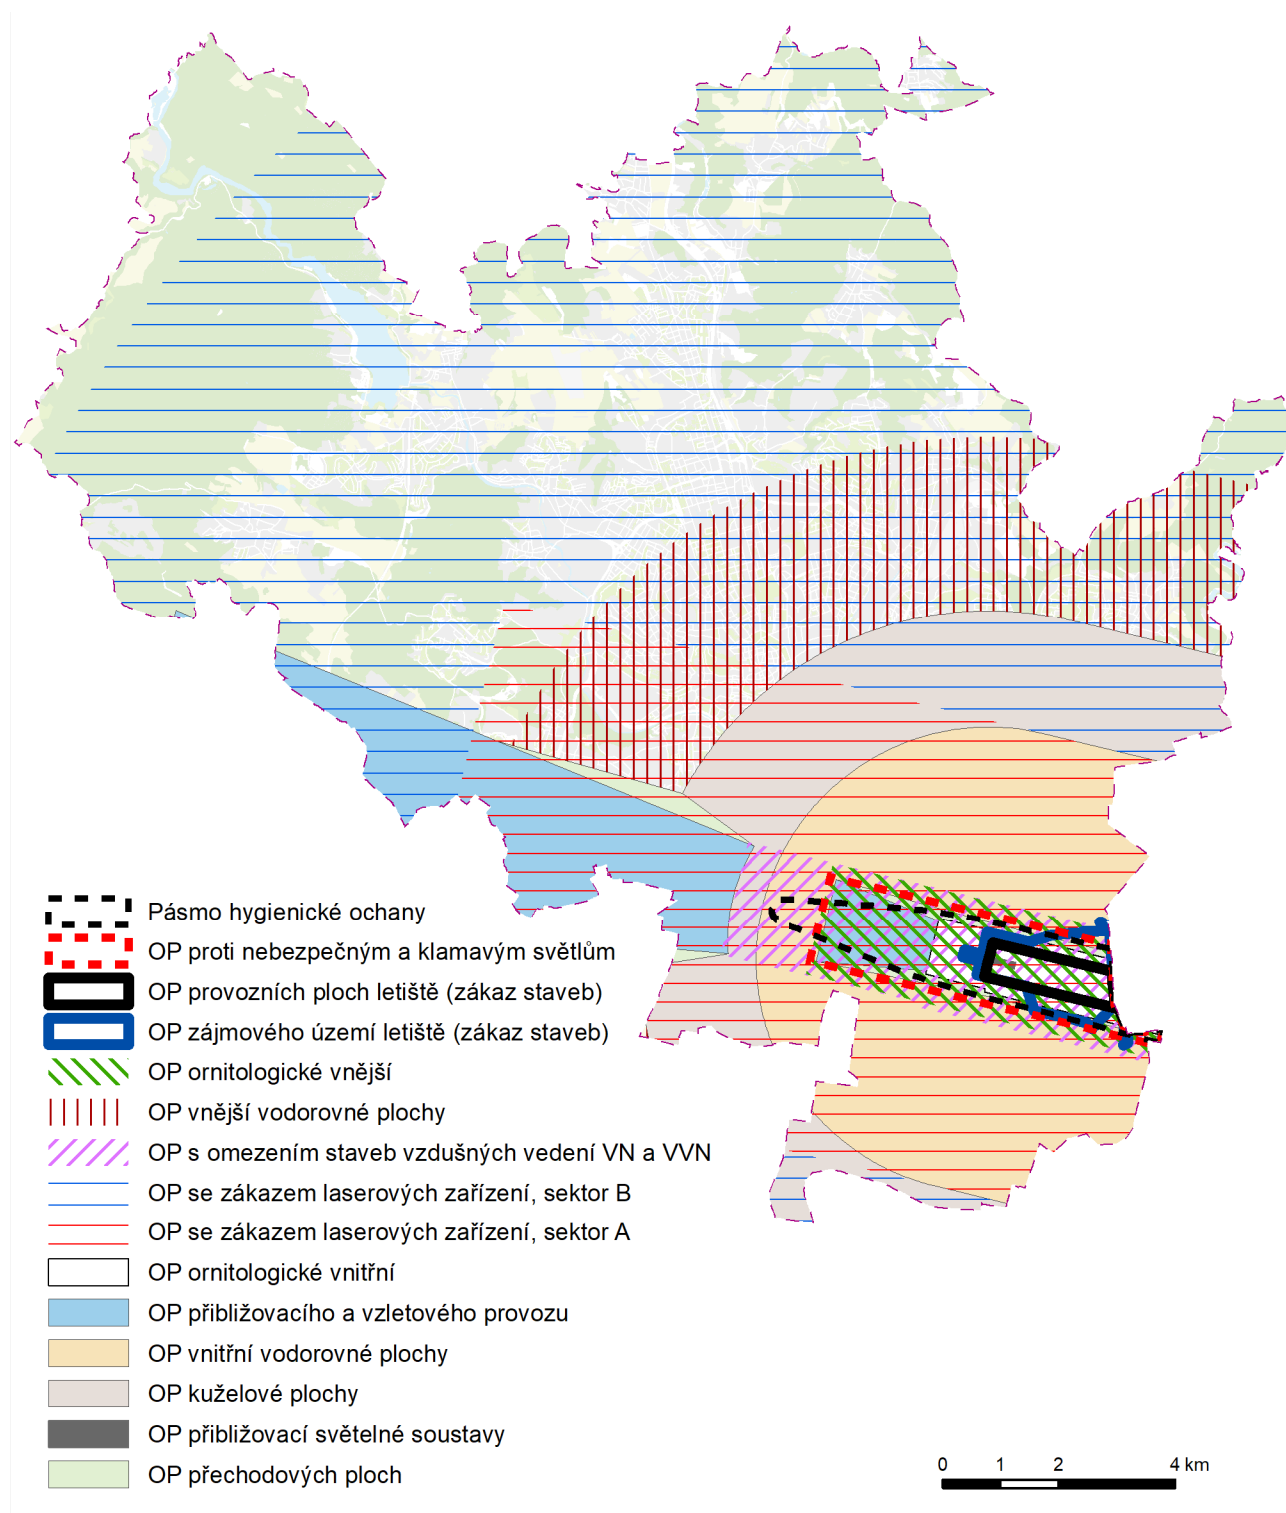 Pásmo hygienické ochany
OP proti nebezpečným a klamavým světlům
OP provozních ploch letiště (zákaz staveb)
OP zájmového území letiště (zákaz staveb)
OP ornitologické vnější
OP vnější vodorovné plochy
OP s omezením staveb vzdušných vedení VN a VVN
OP se zákazem laserových zařízení, sektor B
OP se zákazem laserových zařízení, sektor A
OP ornitologické vnitřní
OP přibližovacího a vzletového provozu
OP vnitřní vodorovné plochy
OP kuželové plochy
OP přibližovací světelné soustavy
OP přechodových ploch
0 1 2 4 km